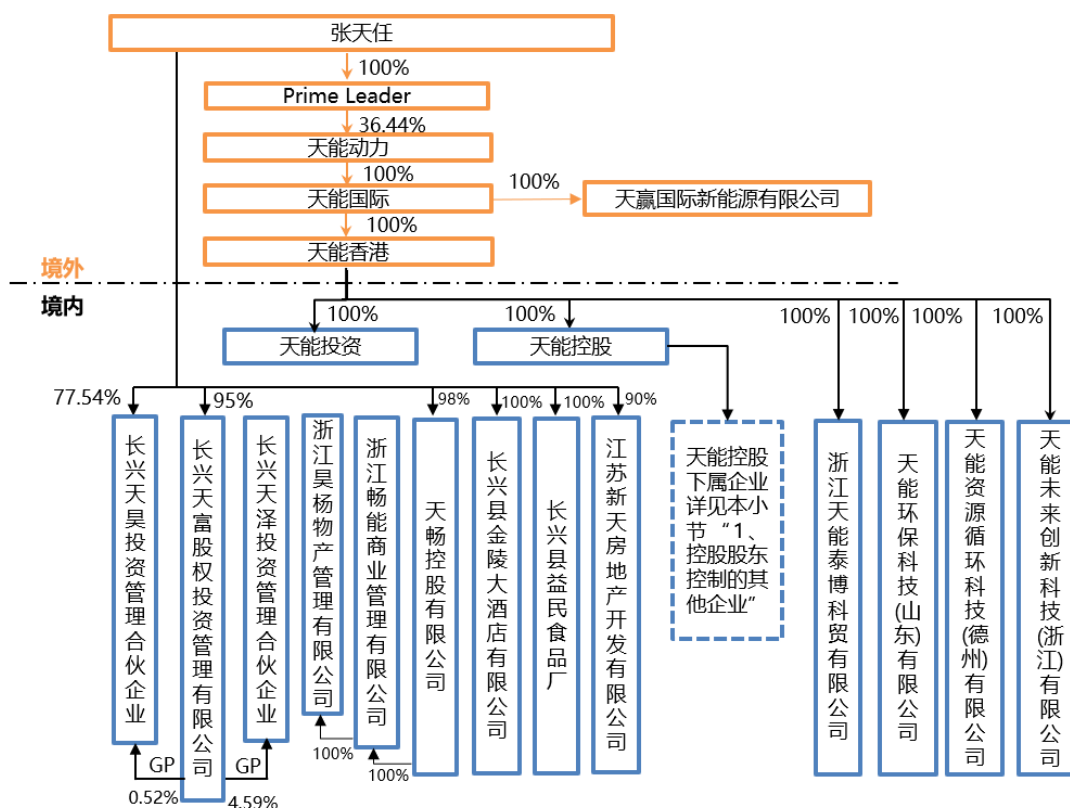 张天任
100%
Prime Leader
36.44%
天能动力
100%
天能国际
100%
天赢国际新能源有限公司
100%
天能香港
境外
境内
100%
100%
100%
100%
100%
100%
天能投资
天能控股
77.54%
95%
98%
100%
100%
90%
长兴天昊投资管理合伙企业
长兴天富股权投资管理有限公司
长兴天泽投资管理合伙企业
浙江昊杨物产管理有限公司
浙江畅能商业管理有限公司
天畅控股有限公司
长兴县金陵大酒店有限公司
长兴县益民食品厂
江苏新天房地产开发有限公司
天能控股
下属企业
详见本小
节“1、
控股股东
控制的其
他企业”
浙江天能泰博科贸有限公司
天能环保科技(山东)有限公司
天能资源循环科技(德州)有限公司
天能未来创新科技(浙江)有限公司
GP
GP
0.52%
4.59%
100%
100%